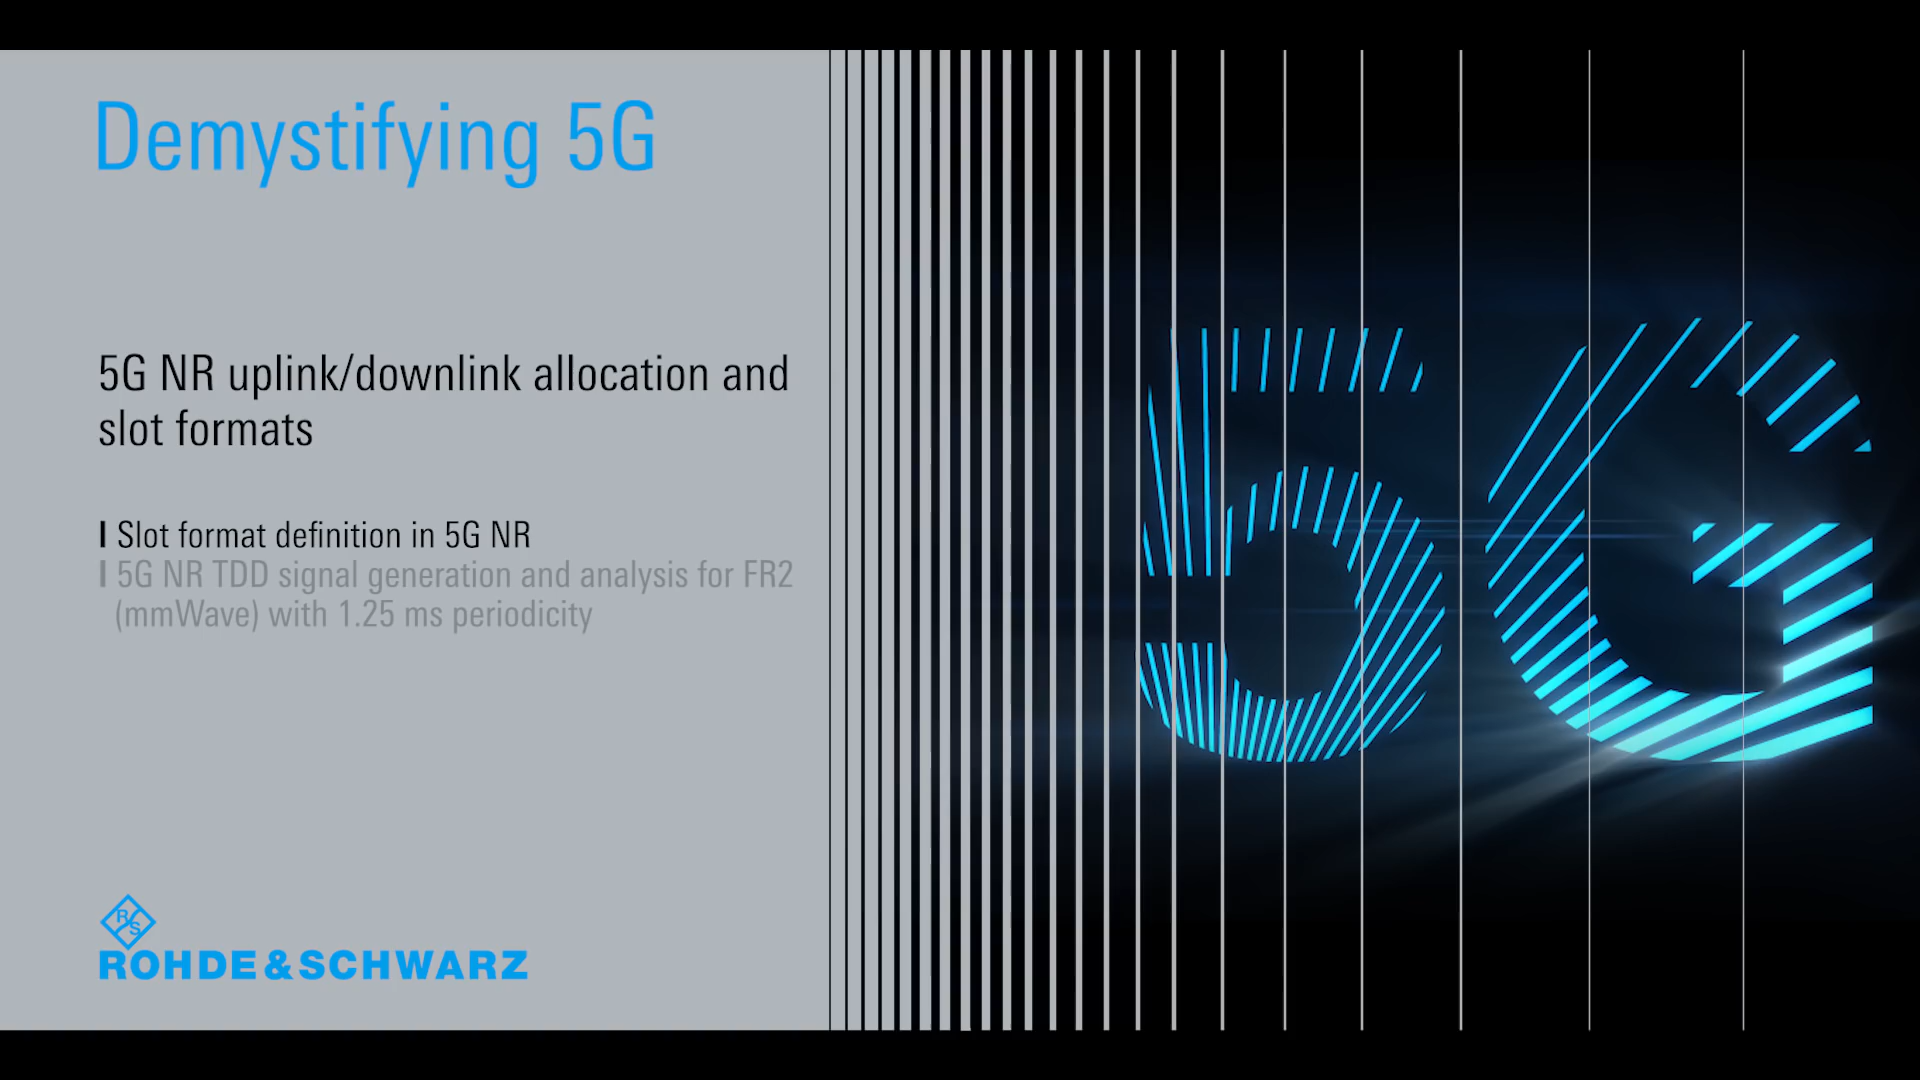 Demystifying 5G
5G NR uplink/downlink allocation and
slot formats
I Slot format definition in 5G NR
I 5G NR TDD signal generation and analysis for FR2
(mmWave) with 1.25 ms periodicity
5G
R S
ROHDE&SCHWARZ